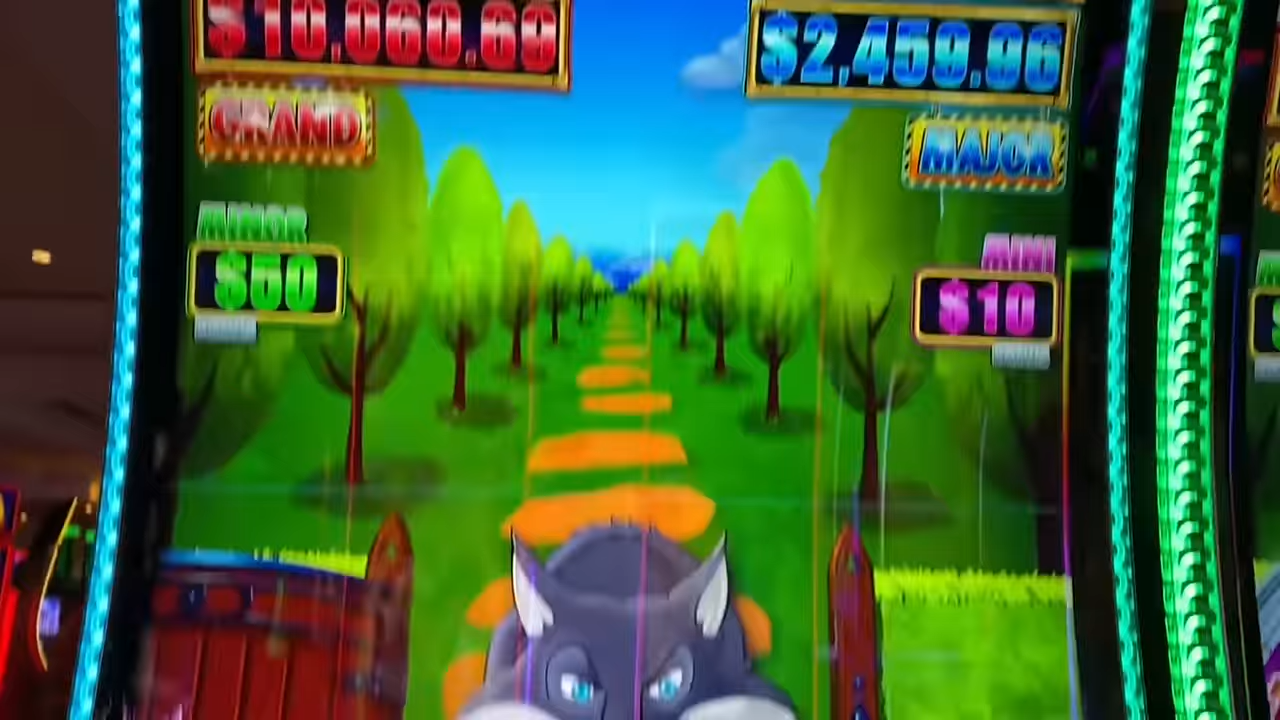 $10,060.69
$2,459.96
GRAND
MAJOR
MINOR
MINI
$50
$10